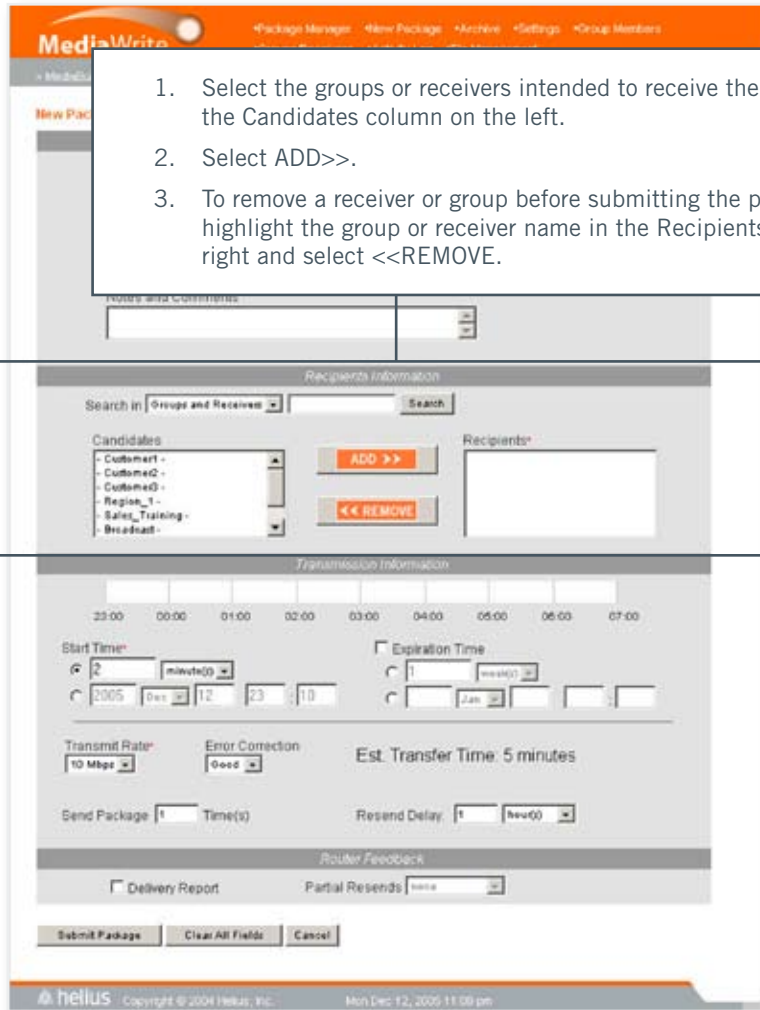 MediaWrite
•Package Manager •New Package •Archive •Settings •Group Members
New Pac
1. Select the groups or receivers intended to receive the
the Candidates column on the left.
2. Select ADD>>.
3. To remove a receiver or group before submitting the p
highlight the group or receiver name in the Recipients
right and select <<REMOVE.
Notes and Comments
Recipients Information
Search in Groups and Receivers Search
Candidates Recipients*
- Customer1 -
- Customer2 -
- Customer3 -
- Region_1 -
- Sales_Training -
- Broadcast -
ADD >>
<< REMOVE
Transmission Information
23:00 00:00 01:00 02:00 03:00 04:00 05:00 06:00 07:00
Start Time* Expiration Time
2 minute(s) 1 week(s)
2005 Dec 12 23 : 10 Jan :
Transmit Rate* Error Correction
10 Mbps Good Est. Transfer Time: 5 minutes
Send Package 1 Time(s) Resend Delay: 1 hour(s)
Router Feedback
Delivery Report Partial Resends none
Submit Package Clear All Fields Cancel
helius Copyright © 2004 Helius, Inc. Mon Dec 12, 2005 11:08 pm